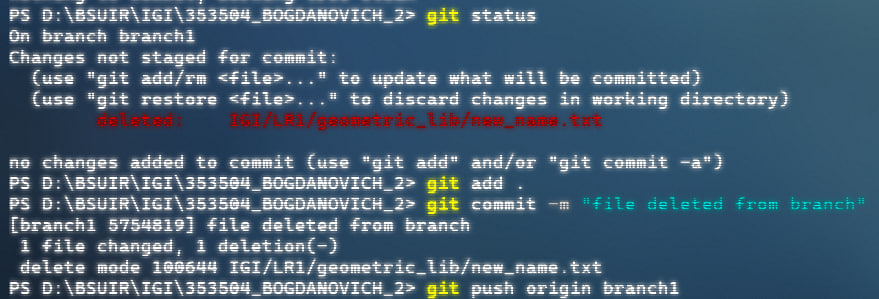 PS D:\BSUIR\IGI\353504_BOGDANOVICH_2> git status
On branch branch1
Changes not staged for commit:
  (use "git add/rm <file>..." to update what will be committed)
  (use "git restore <file>..." to discard changes in working directory)
        deleted:    IGI/LR1/geometric_lib/new_name.txt

no changes added to commit (use "git add" and/or "git commit -a")
PS D:\BSUIR\IGI\353504_BOGDANOVICH_2> git add .
PS D:\BSUIR\IGI\353504_BOGDANOVICH_2> git commit -m "file deleted from branch"
[branch1 5754819] file deleted from branch
 1 file changed, 1 deletion(-)
 delete mode 100644 IGI/LR1/geometric_lib/new_name.txt
PS D:\BSUIR\IGI\353504_BOGDANOVICH_2> git push origin branch1